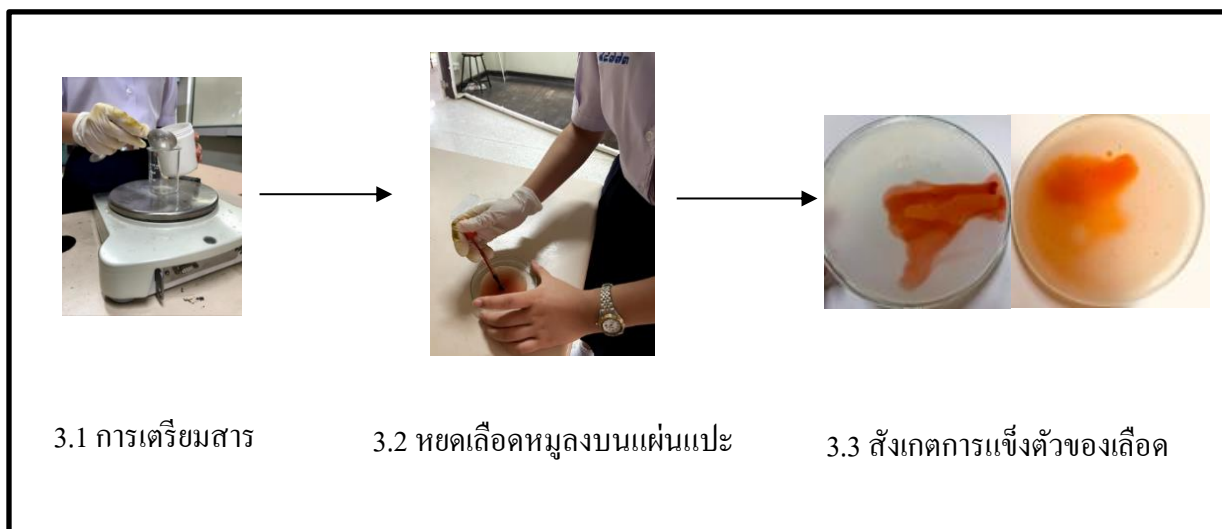 3.1 การเตรียมสาร
3.2 หยดเลือดหมูลงบนแผ่นแปะ
3.3 สังเกตการแข็งตัวของเลือด